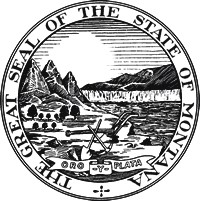 THE GREAT SEAL OF THE STATE OF MONTANA
ORO Y PLATA